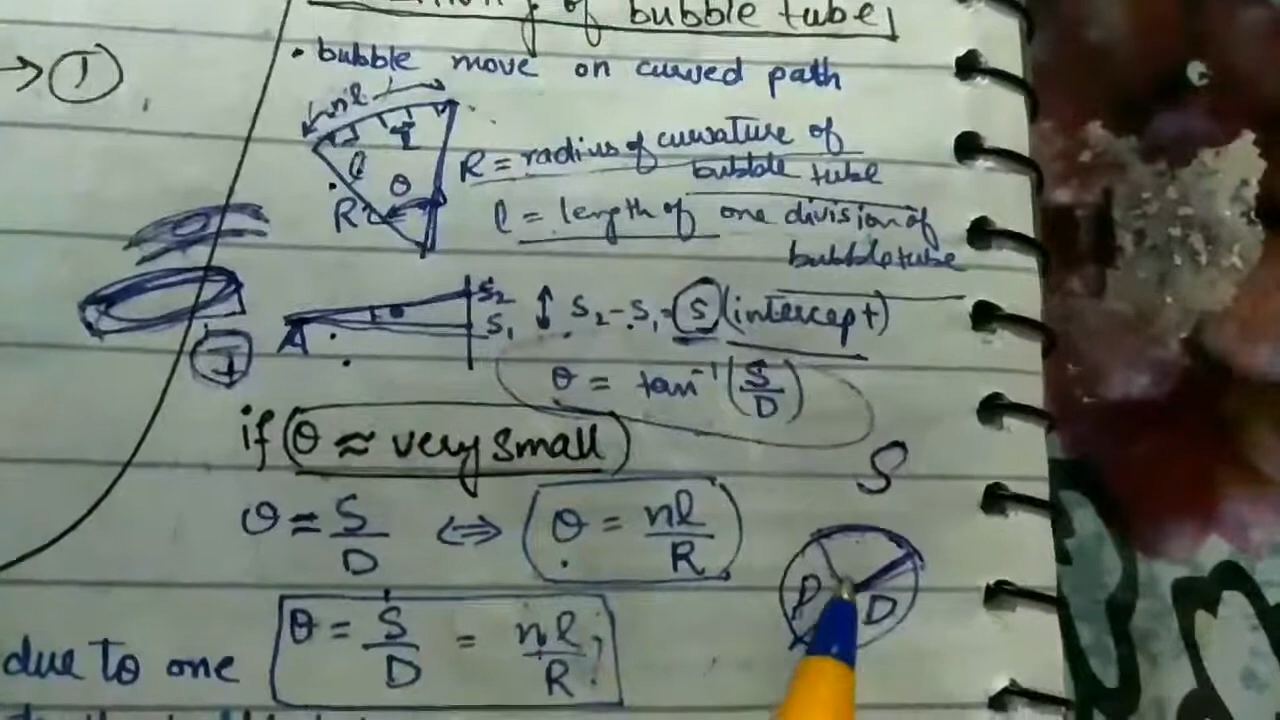 of bubble tube
→ ①
• bubble move on curved path
nl
l
l
θ
R
R = radius of curvature of
bubble tube
l = length of one division of
bubble tube
A
θ
S₂
S₁
S₂ - S₁ = S (intercept)
θ = tan⁻¹ (S/D)
if θ ≈ very small
S
θ = S/D ⇔ θ = nl/R
D
D
due to one
θ = S/D = nl/R